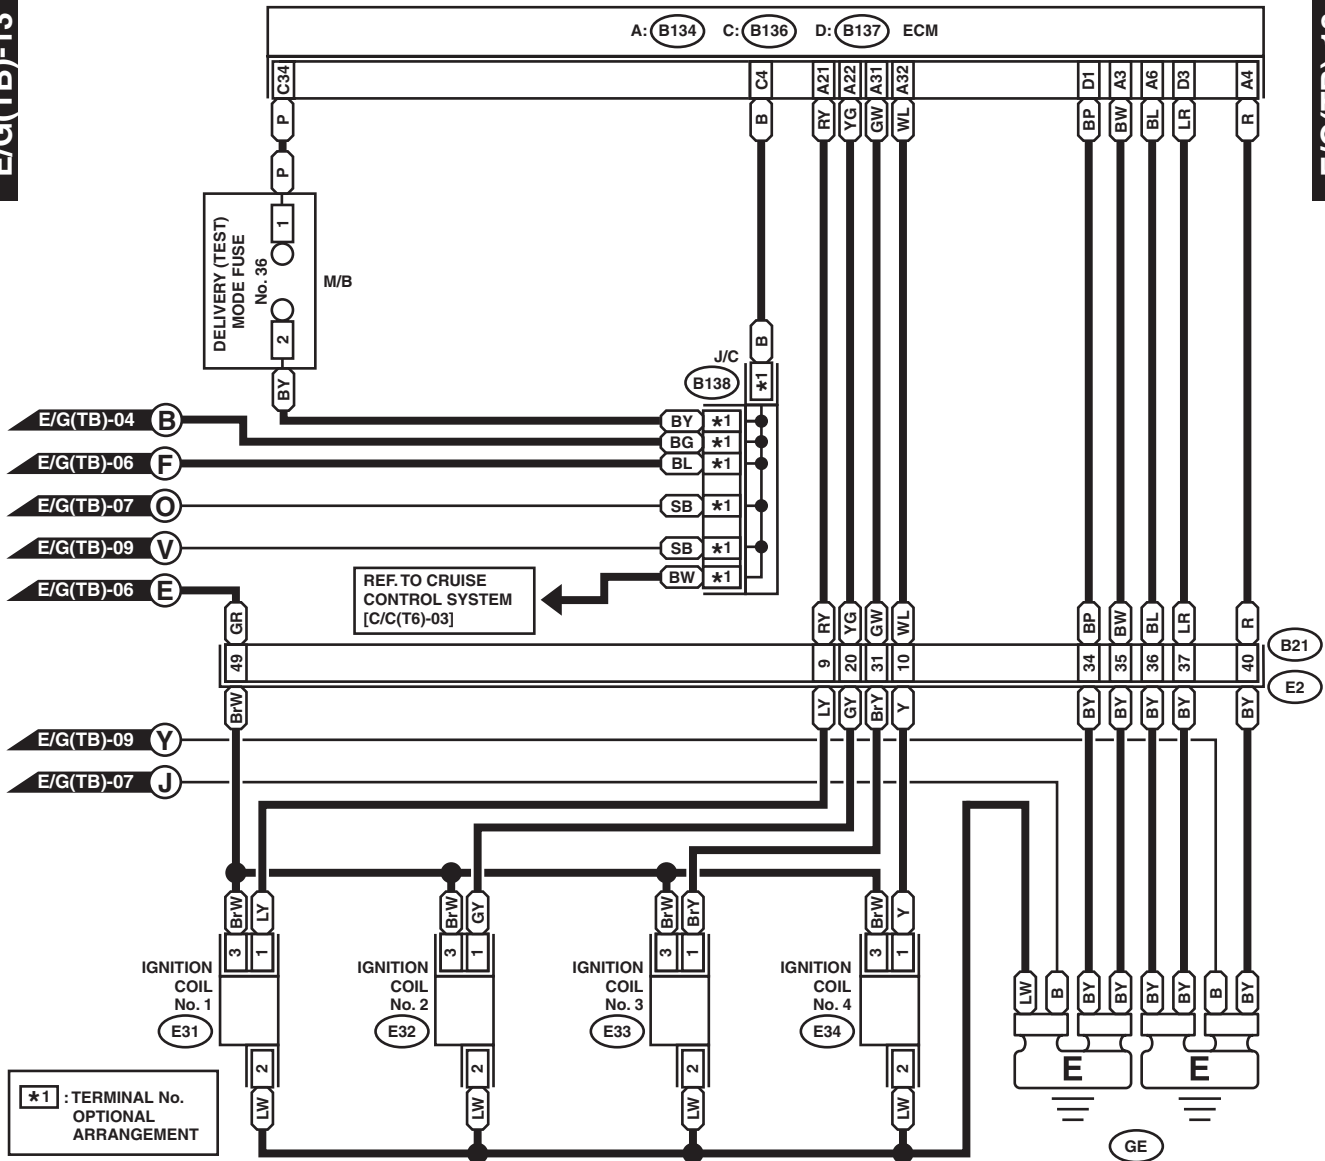 E/G(TB)-13
A: B134 C: B136 D: B137 ECM
C34 C4 A21 A22 A31 A32 D1 A3 A6 D3 A4
P B RY YG GW WL BP BW BL LR R
P
1
DELIVERY (TEST)
MODE FUSE
No. 36
M/B
2
BY
B
J/C
B138
*1
E/G(TB)-04 B
BY *1
BG *1
E/G(TB)-06 F
BL *1
E/G(TB)-07 O
SB *1
E/G(TB)-09 V
SB *1
E/G(TB)-06 E
BW *1
REF. TO CRUISE
CONTROL SYSTEM
[C/C(T6)-03]
GR RY YG GW WL BP BW BL LR R
B21
49 9 20 31 10 34 35 36 37 40
E2
BrW LY GY BrY Y BY BY BY BY BY
E/G(TB)-09 Y
E/G(TB)-07 J
BrW LY BrW GY BrW BrY BrW Y
3 1 3 1 3 1 3 1
IGNITION
COIL
No. 1
E31
IGNITION
COIL
No. 2
E32
IGNITION
COIL
No. 3
E33
IGNITION
COIL
No. 4
E34
LW B BY BY BY BY B BY
E E
2 2 2 2
LW LW LW LW
GE
*1 : TERMINAL No.
OPTIONAL
ARRANGEMENT